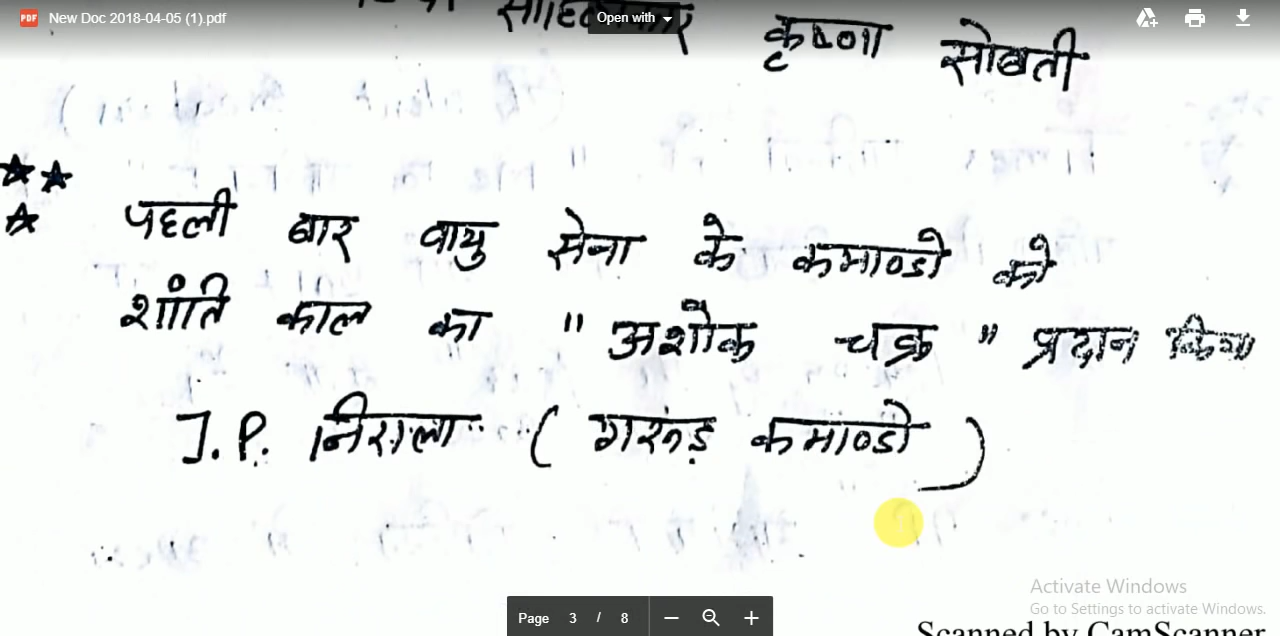 New Doc 2018-04-05 (1).pdf
Open with
कृष्णा सोबती
पहली बार वायु सेना के कमाण्डो को
शांति काल का " अशोक चक्र " प्रदान किया
J.P. निराला (गरूड़ कमाण्डो)
Activate Windows
Go to Settings to activate Windows.
Page 3 / 8
Scanned by CamScanner